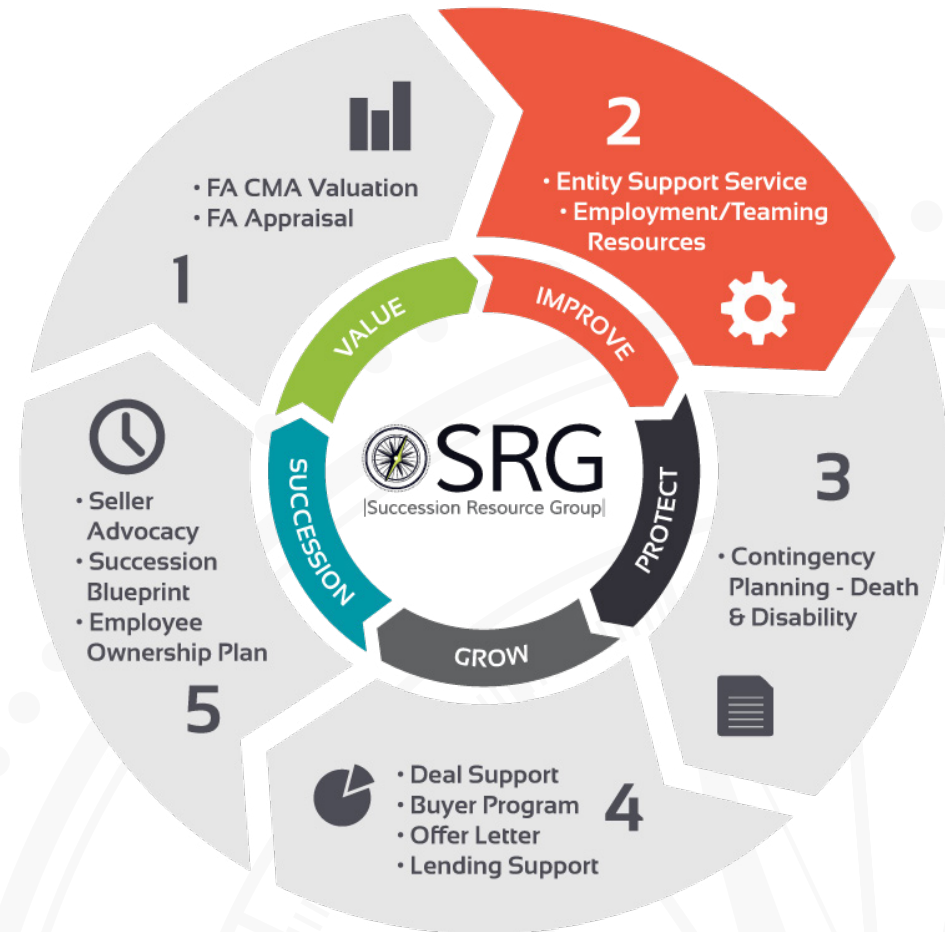 • FA CMA Valuation
• FA Appraisal
1
2
• Entity Support Service
• Employment/Teaming
Resources
3
• Contingency
Planning - Death
& Disability
• Deal Support
• Buyer Program
• Offer Letter
• Lending Support
4
• Seller
Advocacy
• Succession
Blueprint
• Employee
Ownership Plan
5
VALUE
IMPROVE
PROTECT
GROW
SUCCESSION
SRG
|Succession Resource Group|